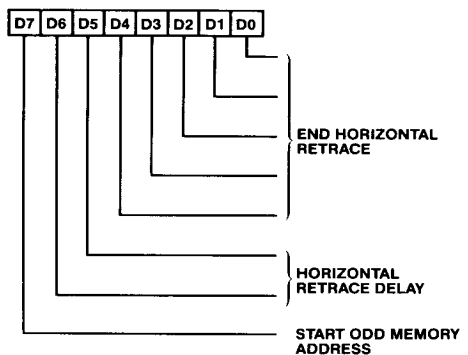 D7 D6 D5 D4 D3 D2 D1 D0
END HORIZONTAL
RETRACE
HORIZONTAL
RETRACE DELAY
START ODD MEMORY
ADDRESS